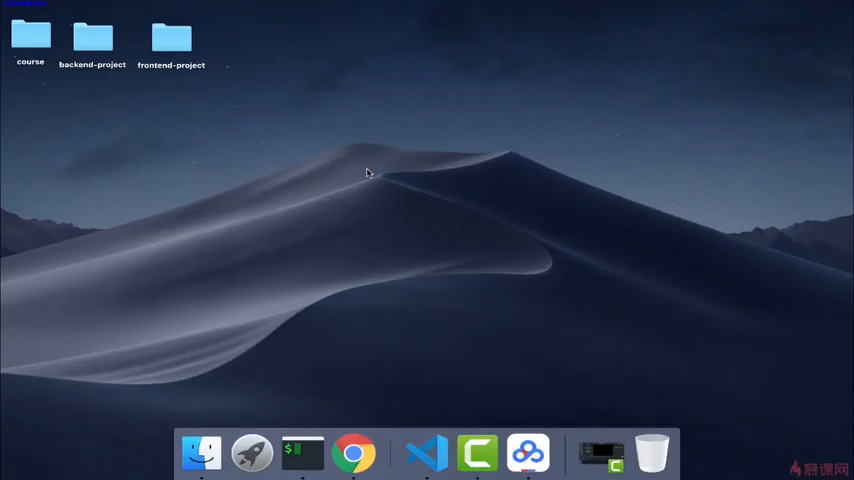 course
backend-project
frontend-project
$
慕课网